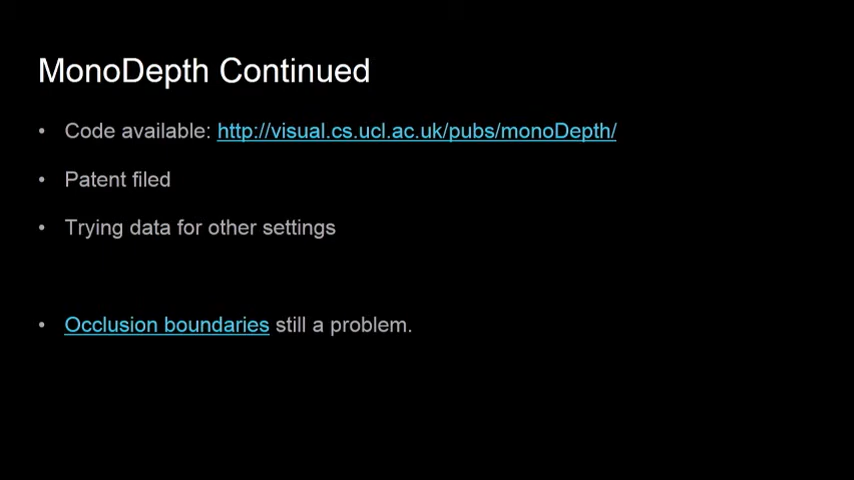 MonoDepth Continued
• Code available: http://visual.cs.ucl.ac.uk/pubs/monoDepth/
• Patent filed
• Trying data for other settings
• Occlusion boundaries still a problem.